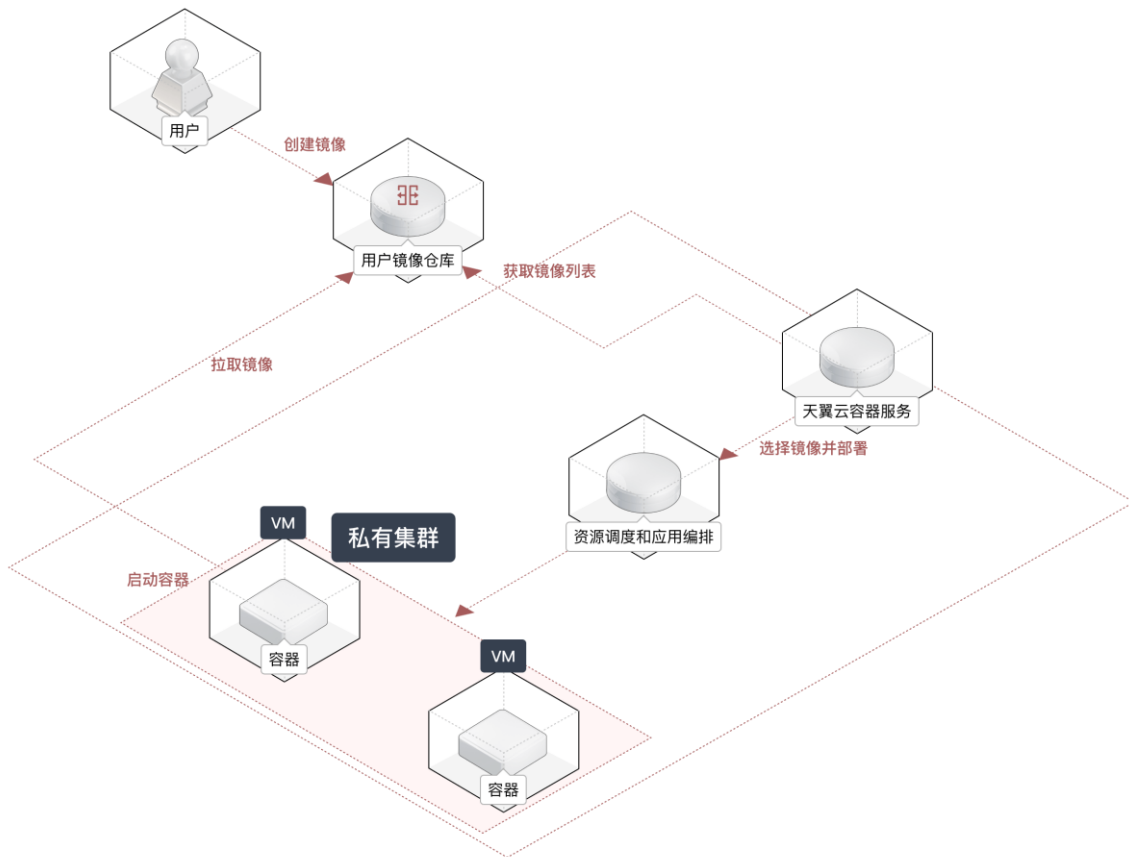 用户
创建镜像
用户镜像仓库
获取镜像列表
拉取镜像
天翼云容器服务
选择镜像并部署
资源调度和应用编排
VM
私有集群
启动容器
容器
VM
容器